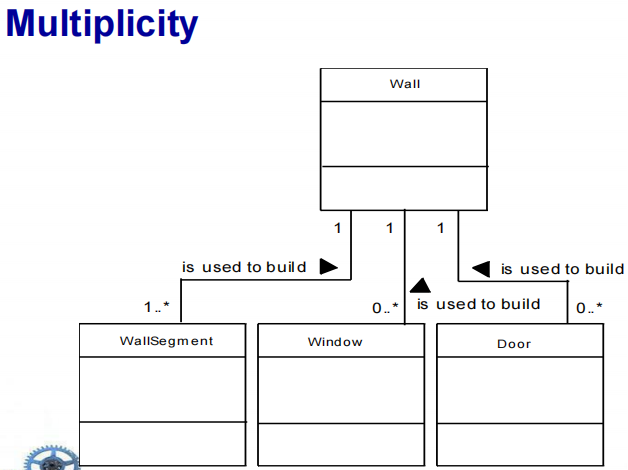 Multiplicity
Wall
1 1 1
is used to build
is used to build
1..*
0..*
is used to build
0..*
WallSegment
Window
Door